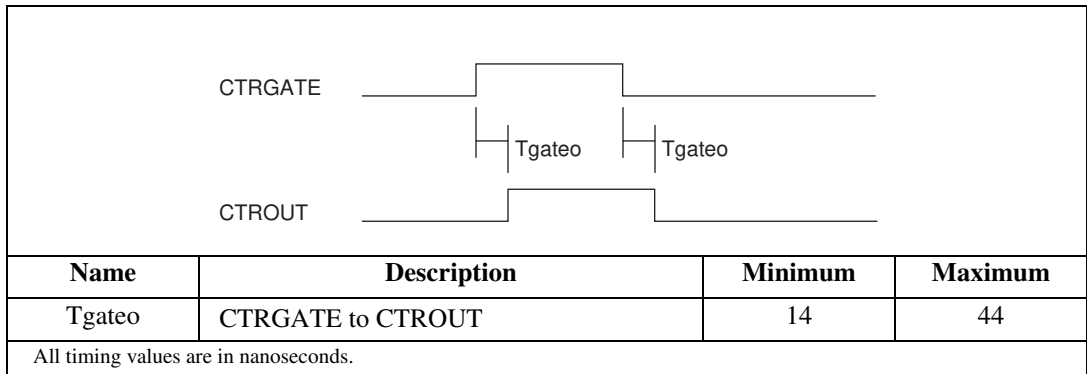 CTRGATE
Tgateo Tgateo
CTROUT
Name Description Minimum Maximum
Tgateo CTRGATE to CTROUT 14 44
All timing values are in nanoseconds.